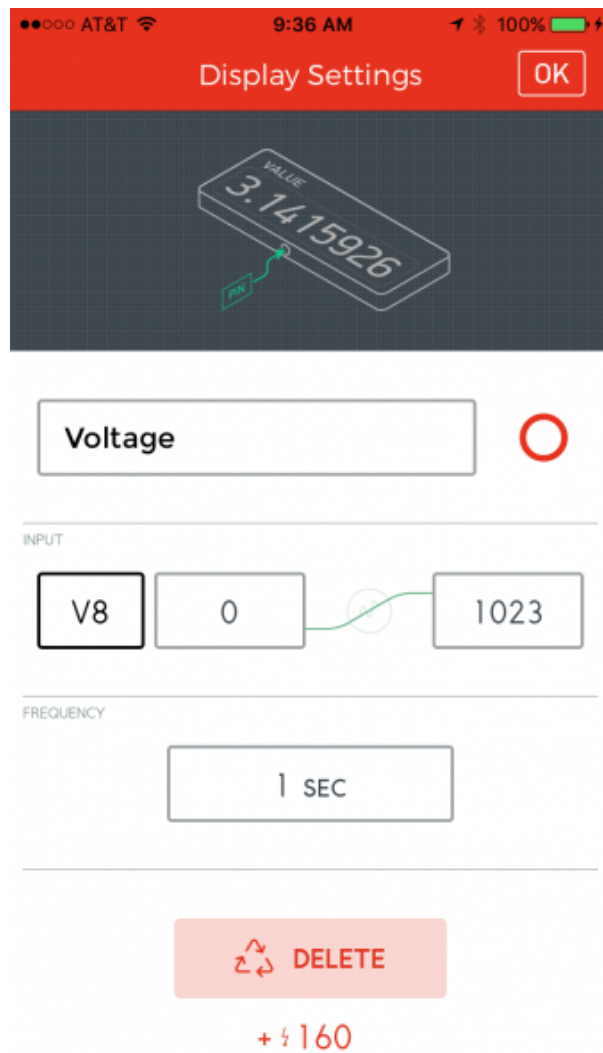 AT&T 9:36 AM 100%
Display Settings OK
VALUE
3.1415926
PIN
Voltage
INPUT
V8 0 1023
FREQUENCY
1 SEC
DELETE
+ 160